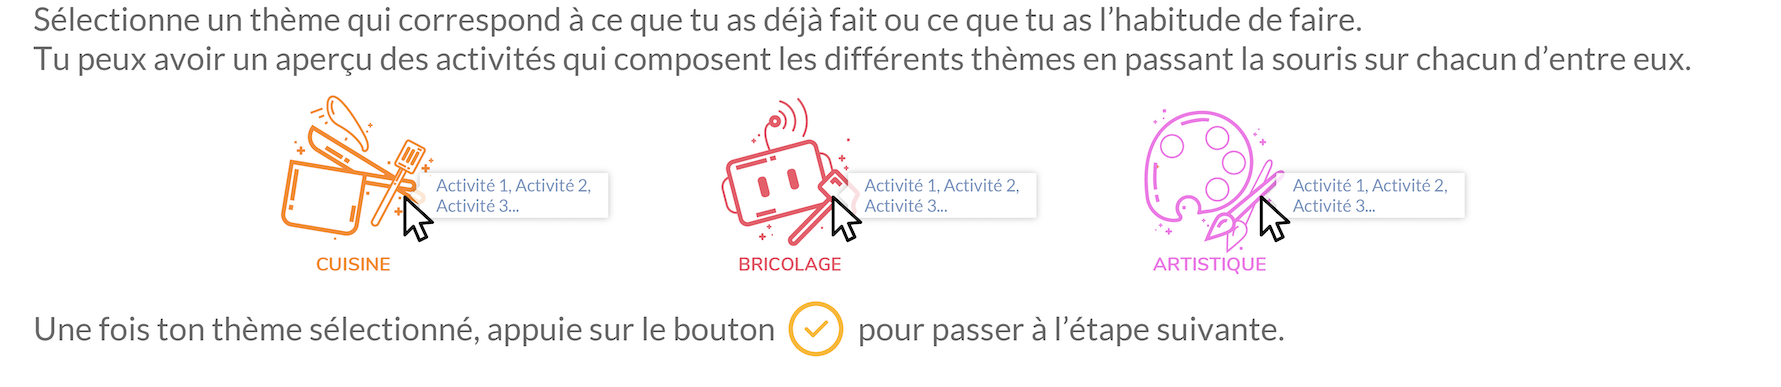 Sélectionne un thème qui correspond à ce que tu as déjà fait ou ce que tu as l’habitude de faire.
Tu peux avoir un aperçu des activités qui composent les différents thèmes en passant la souris sur chacun d’entre eux.
Activité 1, Activité 2,
Activité 3...
CUISINE
Activité 1, Activité 2,
Activité 3...
BRICOLAGE
Activité 1, Activité 2,
Activité 3...
ARTISTIQUE
Une fois ton thème sélectionné, appuie sur le bouton pour passer à l’étape suivante.